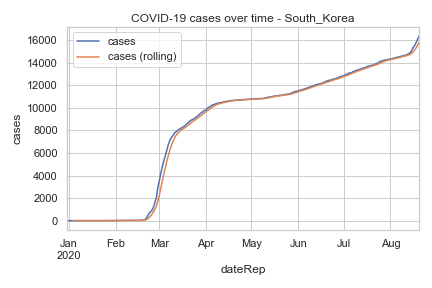 COVID-19 cases over time - South_Korea
cases
cases (rolling)
cases
16000
14000
12000
10000
8000
6000
4000
2000
0
Jan Feb Mar Apr May Jun Jul Aug
2020
dateRep